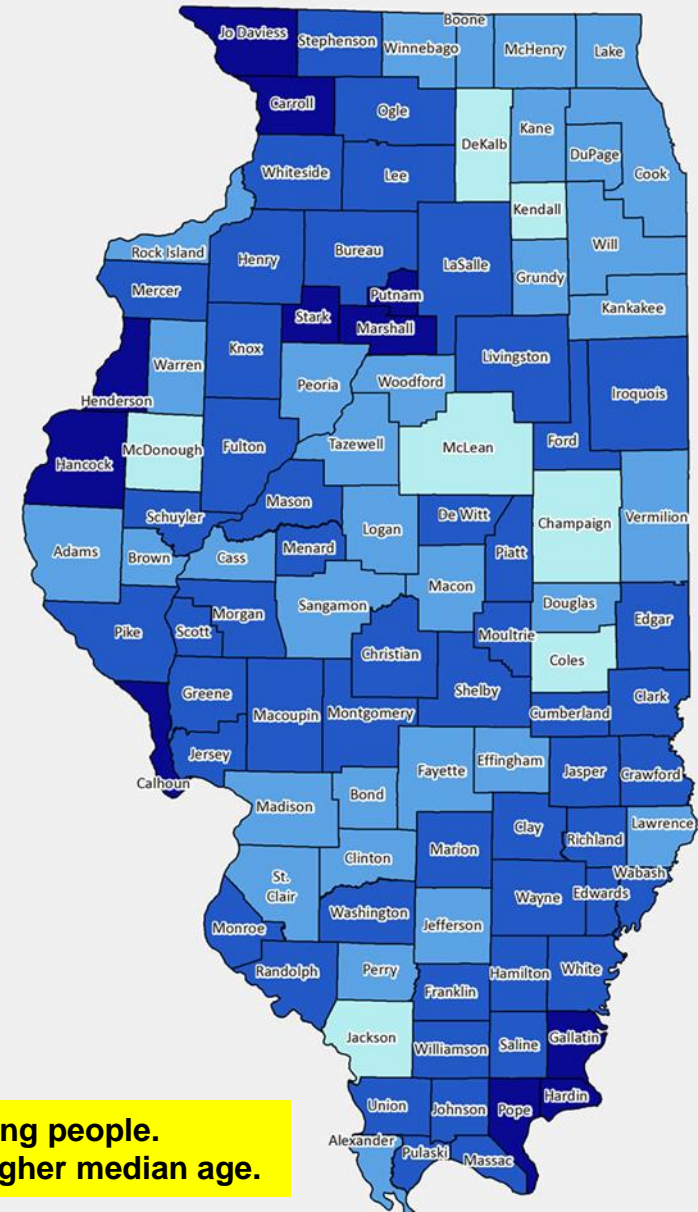 Jo Daviess
Stephenson
Winnebago
Boone
McHenry
Lake
Carroll
Ogle
DeKalb
Kane
DuPage
Cook
Whiteside
Lee
Kendall
Will
Rock Island
Henry
Bureau
LaSalle
Grundy
Mercer
Putnam
Kankakee
Stark
Marshall
Henderson
Warren
Knox
Peoria
Woodford
Livingston
Iroquois
Hancock
McDonough
Fulton
Tazewell
McLean
Ford
Schuyler
Mason
Logan
De Witt
Champaign
Vermilion
Adams
Brown
Cass
Menard
Piatt
Macon
Pike
Scott
Morgan
Sangamon
Christian
Moultrie
Douglas
Edgar
Coles
Greene
Macoupin
Montgomery
Shelby
Cumberland
Clark
Calhoun
Jersey
Fayette
Effingham
Jasper
Crawford
Madison
Bond
Clay
Richland
Lawrence
St.
Clair
Clinton
Marion
Wabash
Wayne
Edwards
Monroe
Washington
Jefferson
Randolph
Perry
Franklin
Hamilton
White
Jackson
Williamson
Saline
Gallatin
Union
Johnson
Pope
Hardin
Alexander
Pulaski
Massac
ng people.
gher median age.